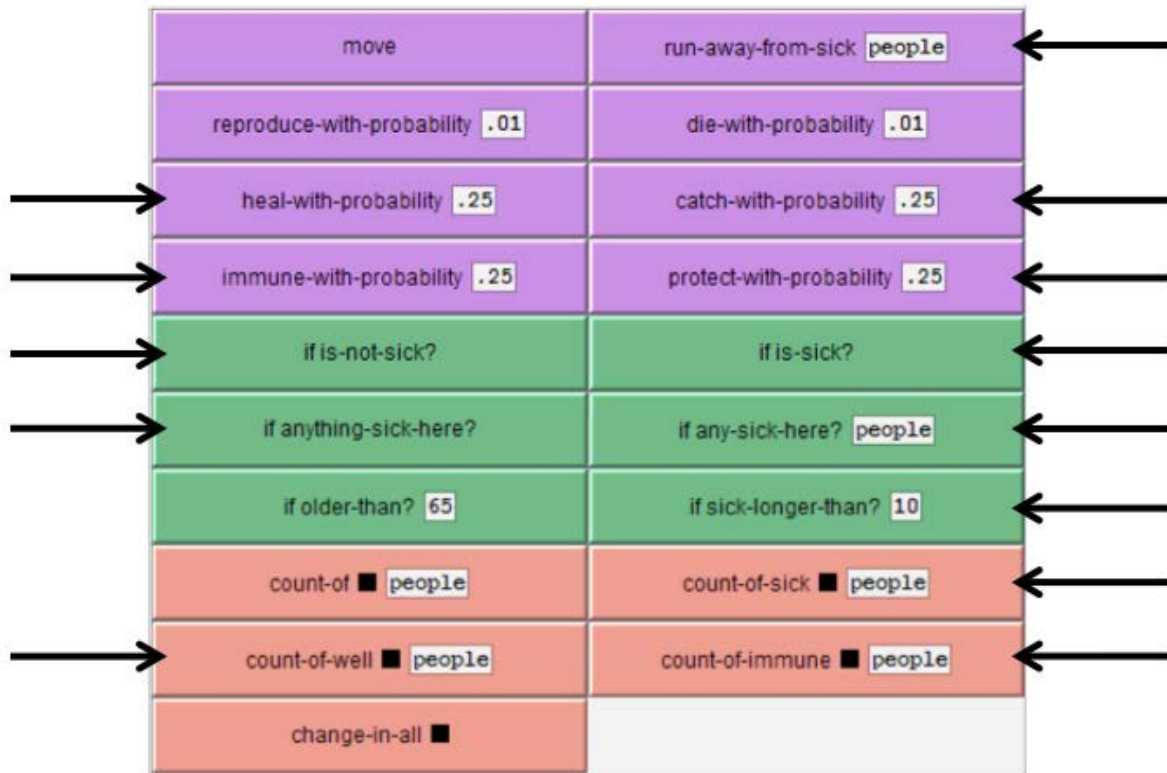 move run-away-from-sick people
reproduce-with-probability .01 die-with-probability .01
heal-with-probability .25 catch-with-probability .25
immune-with-probability .25 protect-with-probability .25
if is-not-sick? if is-sick?
if anything-sick-here? if any-sick-here? people
if older-than? 65 if sick-longer-than? 10
count-of people count-of-sick people
count-of-well people count-of-immune people
change-in-all